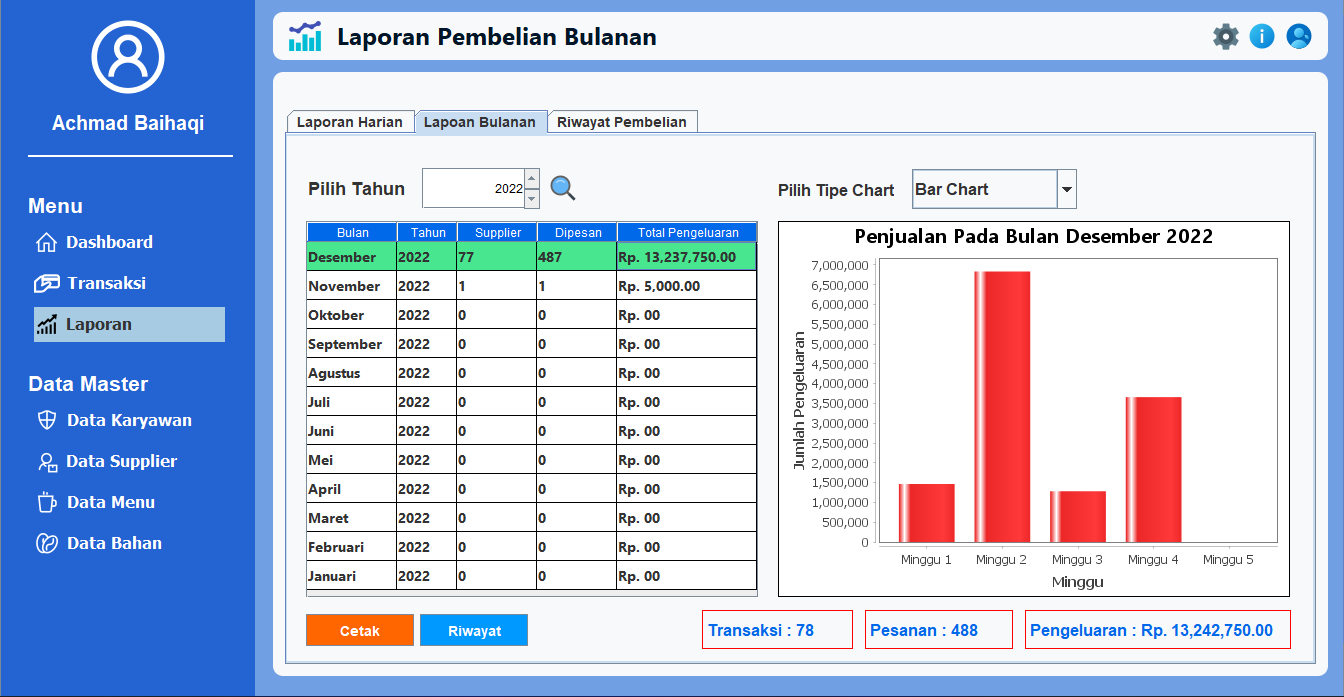 Achmad Baihaqi
Menu
Dashboard
Transaksi
Laporan
Data Master
Data Karyawan
Data Supplier
Data Menu
Data Bahan
Laporan Pembelian Bulanan
Laporan Harian Lapoan Bulanan Riwayat Pembelian
Pilih Tahun 2022
Bulan Tahun Supplier Dipesan Total Pengeluaran
Desember 2022 77 487 Rp. 13,237,750.00
November 2022 1 1 Rp. 5,000.00
Oktober 2022 0 0 Rp. 00
September 2022 0 0 Rp. 00
Agustus 2022 0 0 Rp. 00
Juli 2022 0 0 Rp. 00
Juni 2022 0 0 Rp. 00
Mei 2022 0 0 Rp. 00
April 2022 0 0 Rp. 00
Maret 2022 0 0 Rp. 00
Februari 2022 0 0 Rp. 00
Januari 2022 0 0 Rp. 00
Pilih Tipe Chart Bar Chart
Penjualan Pada Bulan Desember 2022
Jumlah Pengeluaran
7,000,000
6,500,000
6,000,000
5,500,000
5,000,000
4,500,000
4,000,000
3,500,000
3,000,000
2,500,000
2,000,000
1,500,000
1,000,000
500,000
0
Minggu 1 Minggu 2 Minggu 3 Minggu 4 Minggu 5
Minggu
Cetak Riwayat
Transaksi : 78 Pesanan : 488 Pengeluaran : Rp. 13,242,750.00